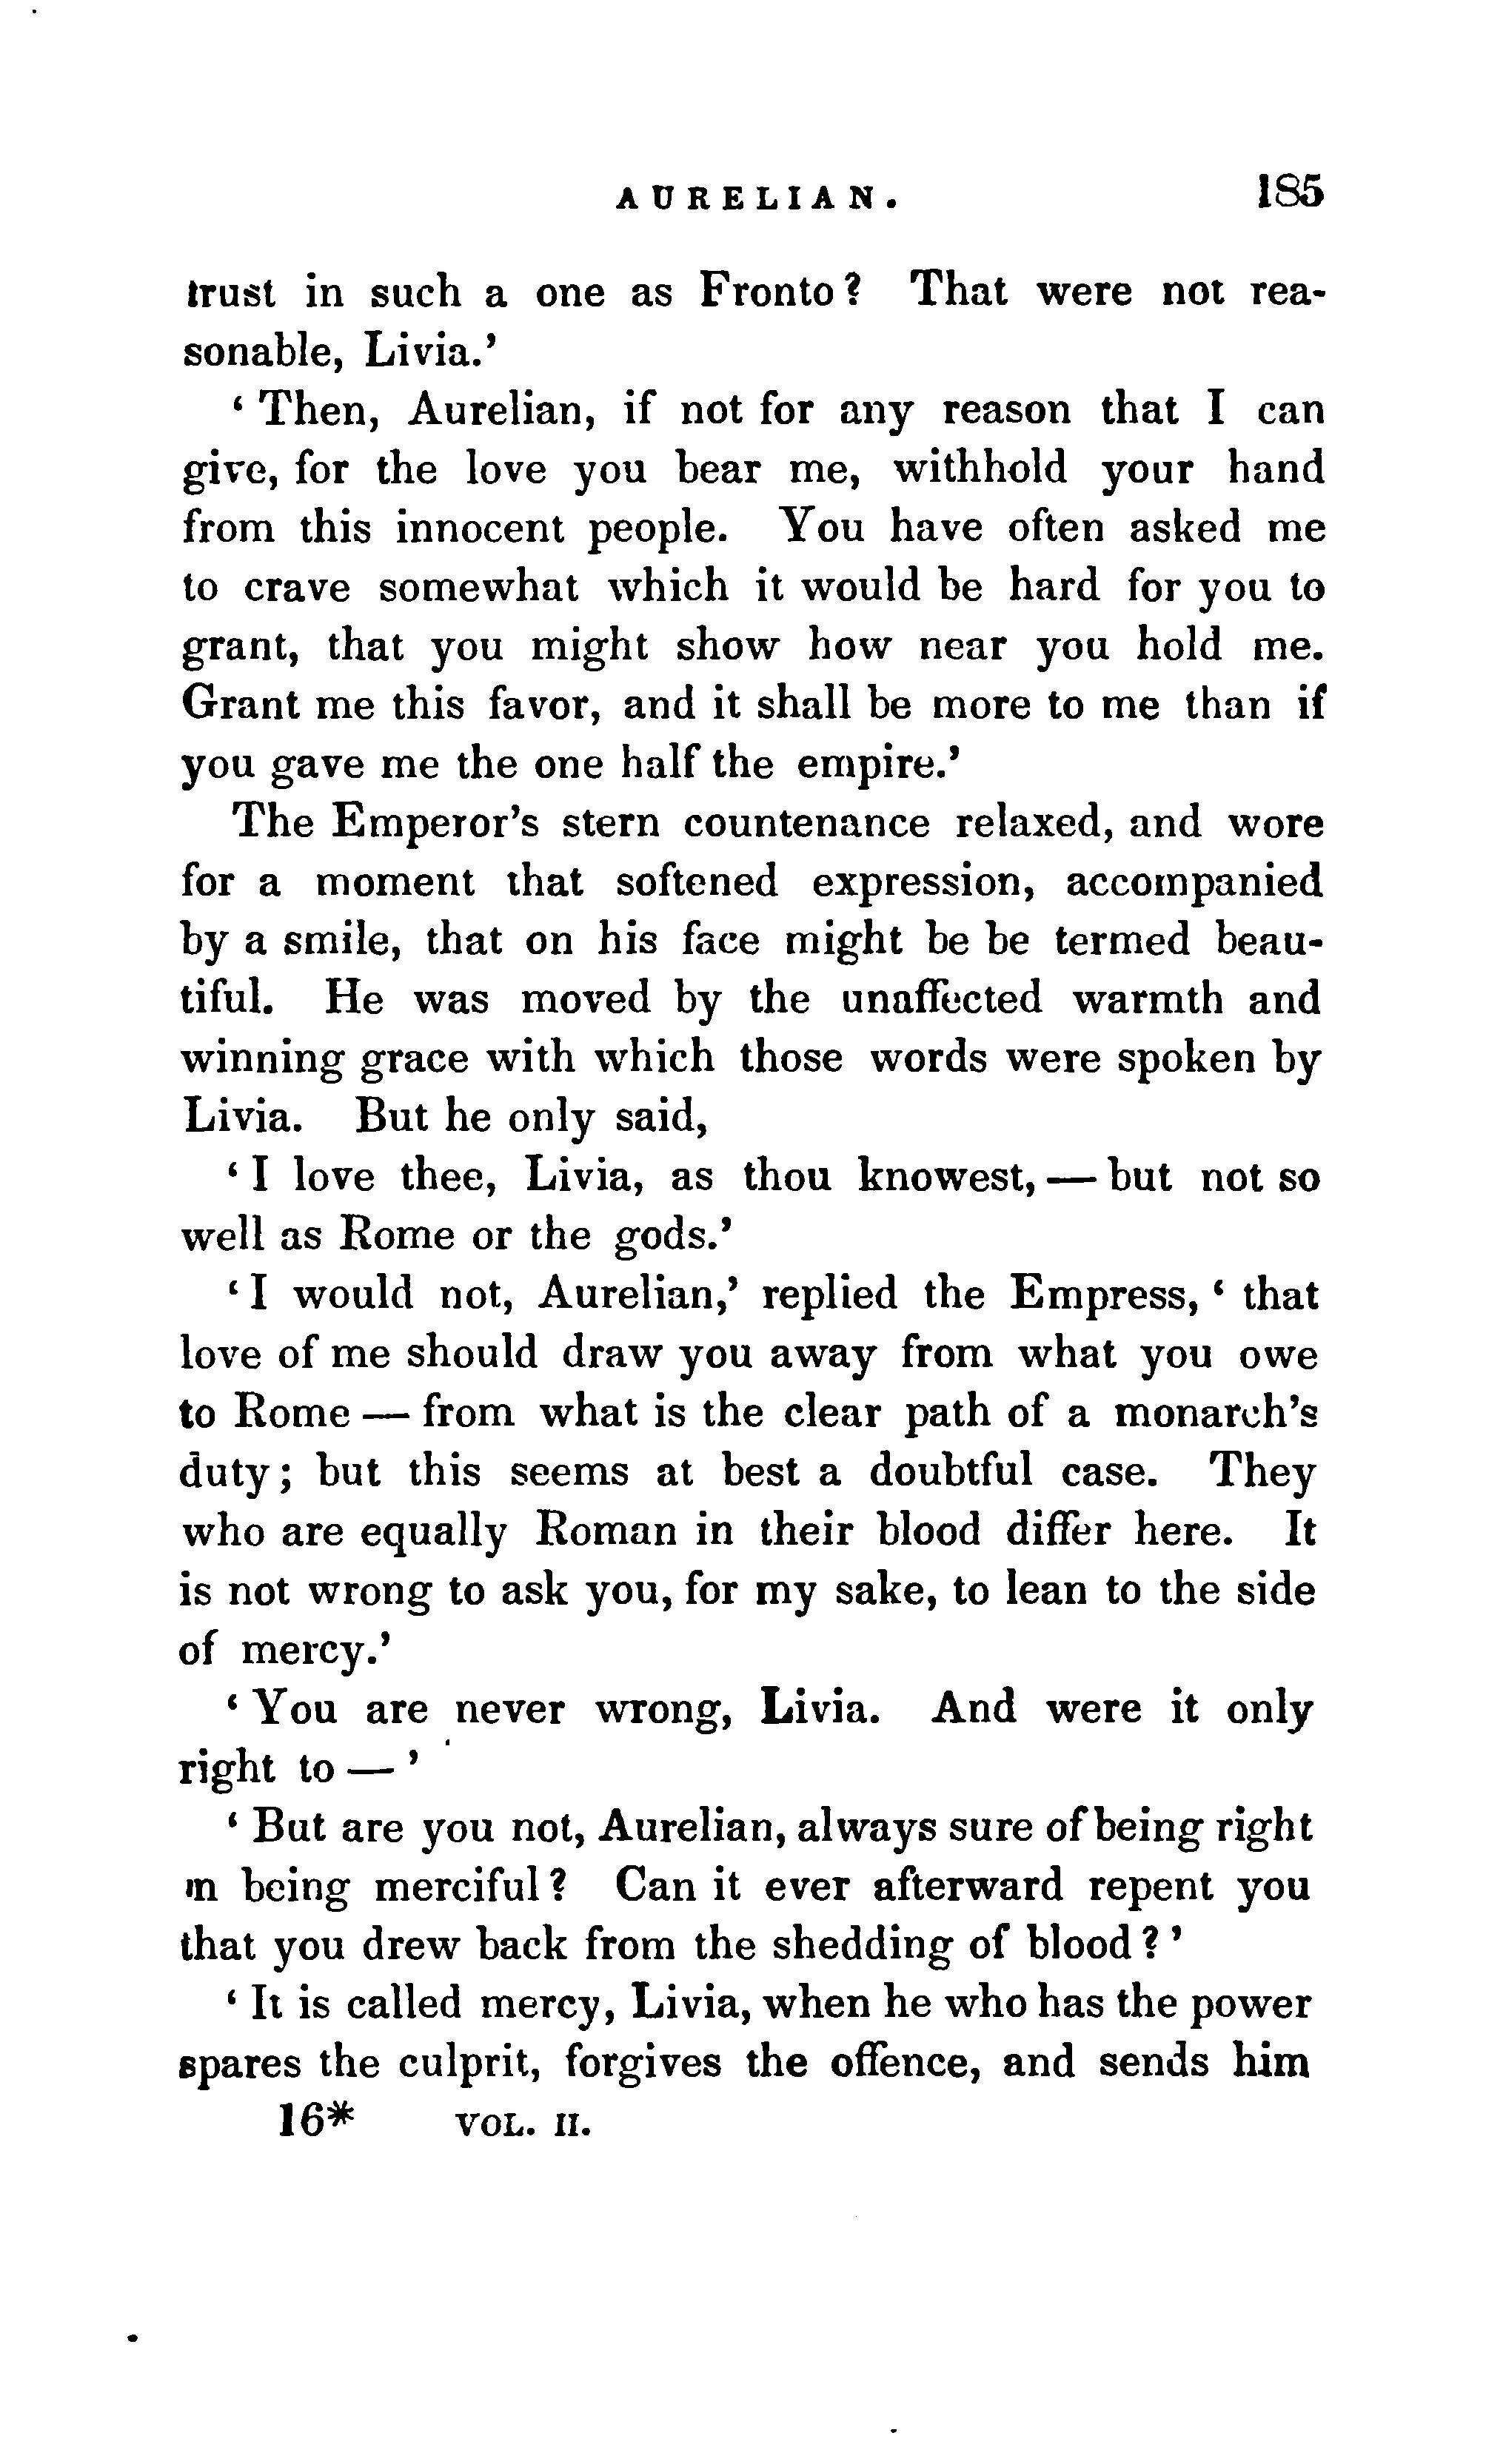 AURELIAN. 185
trust in such a one as Fronto? That were not rea-
sonable, Livia.’
‘Then, Aurelian, if not for any reason that I can
give, for the love you bear me, withhold your hand
from this innocent people. You have often asked me
to crave somewhat which it would be hard for you to
grant, that you might show how near you hold me.
Grant me this favor, and it shall be more to me than if
you gave me the one half the empire.’
The Emperor’s stern countenance relaxed, and wore
for a moment that softened expression, accompanied
by a smile, that on his face might be be termed beau-
tiful. He was moved by the unaffected warmth and
winning grace with which those words were spoken by
Livia. But he only said,
‘I love thee, Livia, as thou knowest, — but not so
well as Rome or the gods.’
‘I would not, Aurelian,’ replied the Empress, ‘that
love of me should draw you away from what you owe
to Rome — from what is the clear path of a monarch’s
duty; but this seems at best a doubtful case. They
who are equally Roman in their blood differ here. It
is not wrong to ask you, for my sake, to lean to the side
of mercy.’
‘You are never wrong, Livia. And were it only
right to — ’
‘But are you not, Aurelian, always sure of being right
in being merciful? Can it ever afterward repent you
that you drew back from the shedding of blood?’
‘It is called mercy, Livia, when he who has the power
spares the culprit, forgives the offence, and sends him
16* VOL. II.